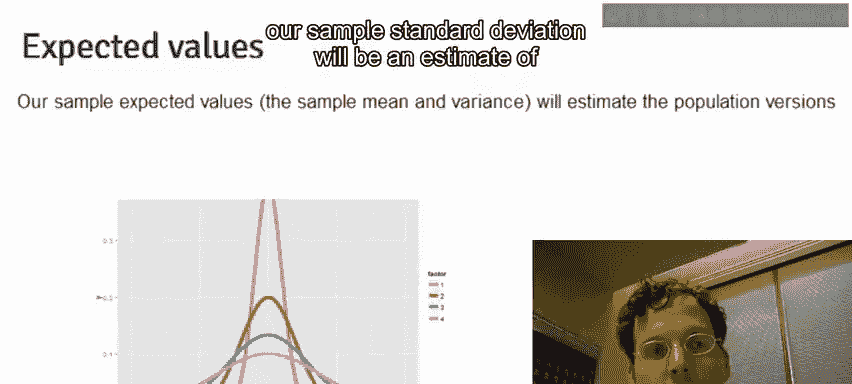 our sample standard deviation
Expected values
will be an estimate of
Our sample expected values (the sample mean and variance) will estimate the population versions
factor
1
2
3
4